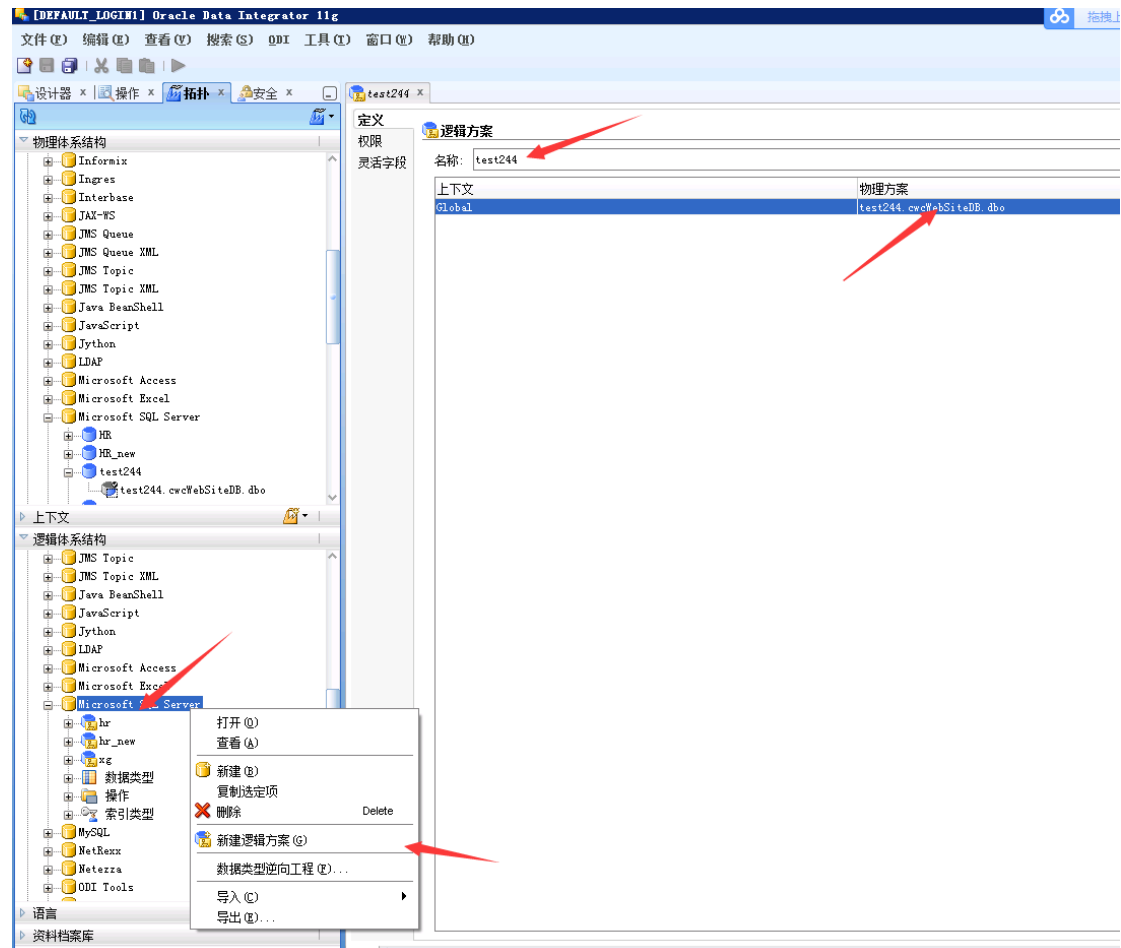 [DEFAULT_LOGIN1] Oracle Data Integrator 11g
拖拽上
文件(F) 编辑(E) 查看(V) 搜索(S) ODI 工具(T) 窗口(W) 帮助(H)
设计器 × 操作 × 拓扑 × 安全 ×
test244 ×
物理体系结构
Informix
Ingres
Interbase
JAX-WS
JMS Queue
JMS Queue XML
JMS Topic
JMS Topic XML
Java BeanShell
JavaScript
Jython
LDAP
Microsoft Access
Microsoft Excel
Microsoft SQL Server
HR
HR_new
test244
test244.cwcWebSiteDB.dbo
上下文
逻辑体系结构
JMS Topic
JMS Topic XML
Java BeanShell
JavaScript
Jython
LDAP
Microsoft Access
Microsoft
Microsoft SQL Server
hr
hr_new
xg
数据类型
操作
索引类型
MySQL
NetRexx
Netezza
ODI Tools
语言
资料档案库
打开(O)
查看(A)
新建(B)
复制选定项
删除 Delete
新建逻辑方案(G)
数据类型逆向工程(F)...
导入(C)
导出(E)...
定义
权限
灵活字段
逻辑方案
名称: test244
上下文 物理方案
Global test244.cwcWebSiteDB.dbo